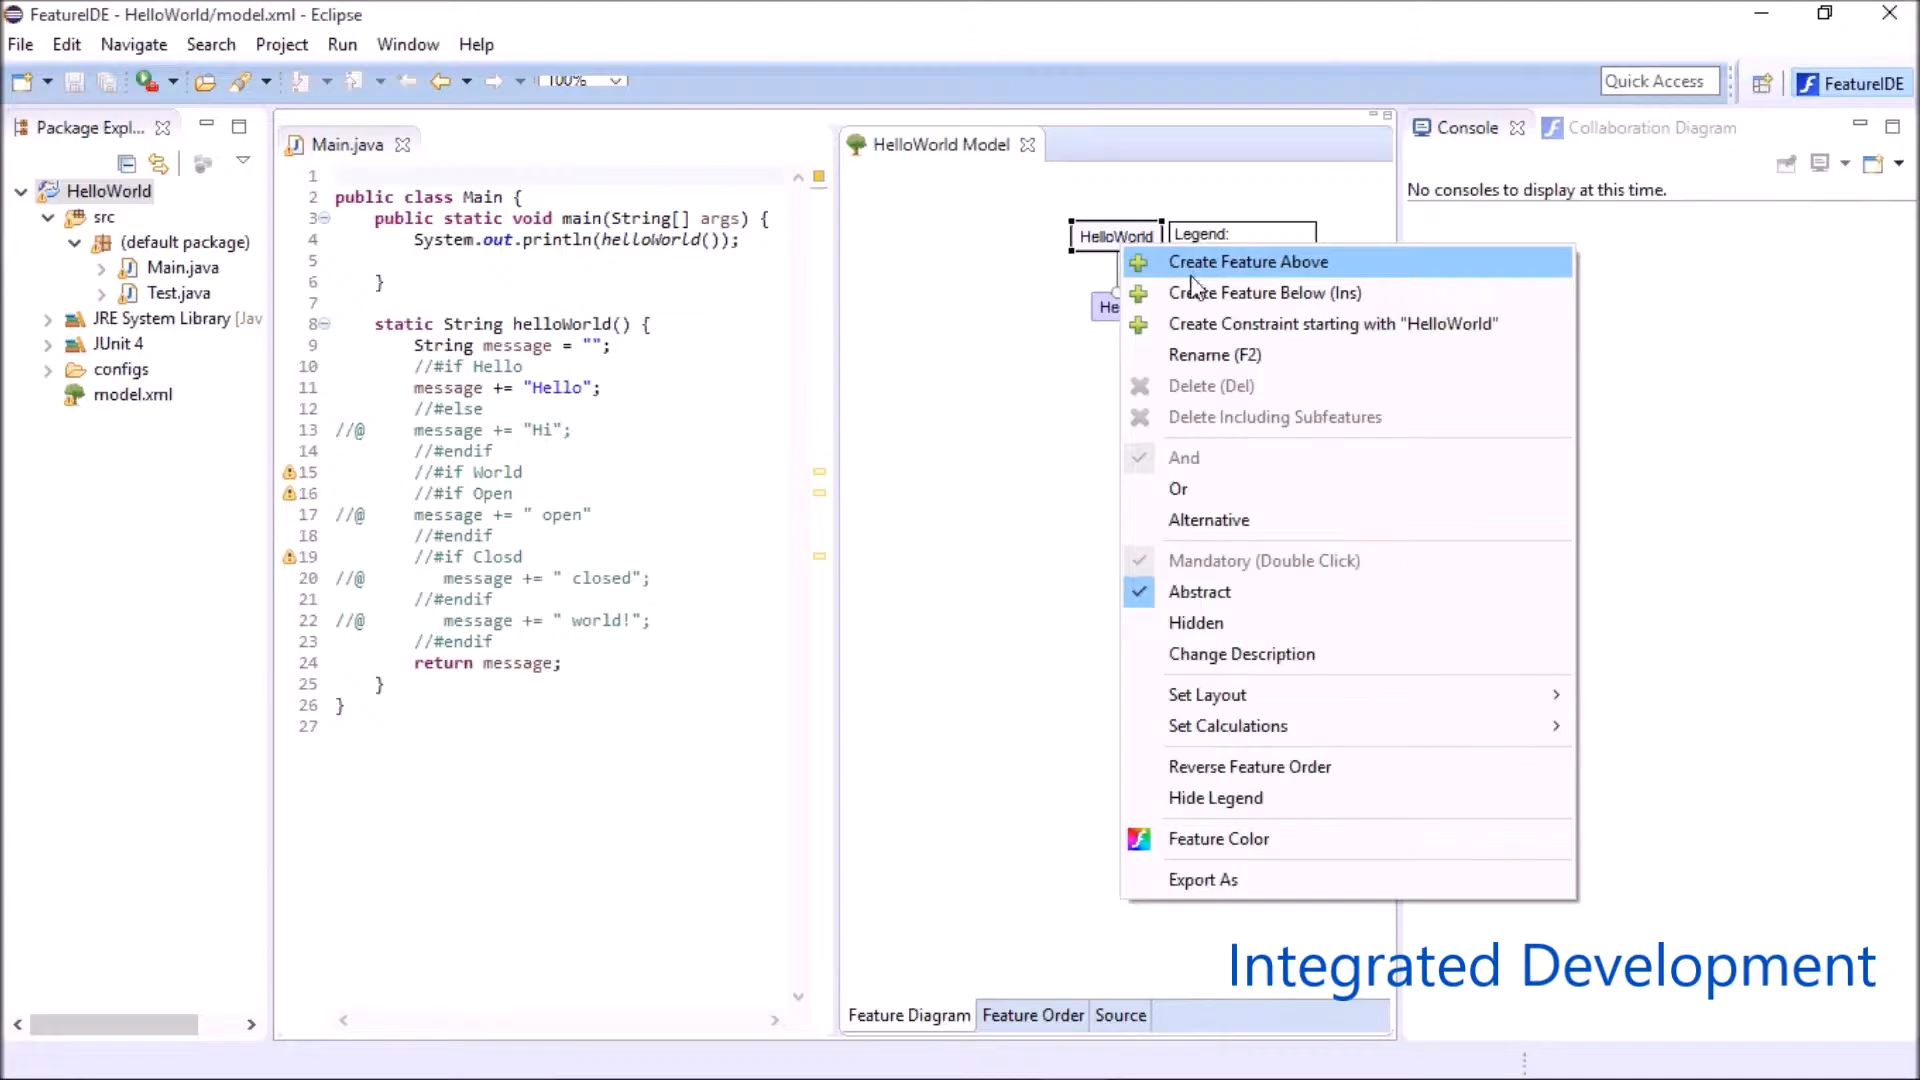 FeatureIDE - HelloWorld/model.xml - Eclipse
File Edit Navigate Search Project Run Window Help
100%
Quick Access
FeatureIDE
Package Expl...
HelloWorld
src
(default package)
Main.java
Test.java
JRE System Library [Jav
JUnit 4
configs
model.xml
Main.java
1
2 public class Main {
3 public static void main(String[] args) {
4 System.out.println(helloWorld());
5
6 }
7
8 static String helloWorld() {
9 String message = "";
10 //#if Hello
11 message += "Hello";
12 //#else
13 //@ message += "Hi";
14 //#endif
15 //#if World
16 //#if Open
17 //@ message += " open"
18 //#endif
19 //#if Closd
20 //@ message += " closed";
21 //#endif
22 //@ message += " world!";
23 //#endif
24 return message;
25 }
26 }
27
HelloWorld Model
HelloWorld
Legend:
He
Create Feature Above
Create Feature Below (Ins)
Create Constraint starting with "HelloWorld"
Rename (F2)
Delete (Del)
Delete Including Subfeatures
And
Or
Alternative
Mandatory (Double Click)
Abstract
Hidden
Change Description
Set Layout
Set Calculations
Reverse Feature Order
Hide Legend
Feature Color
Export As
Feature Diagram Feature Order Source
Console
Collaboration Diagram
No consoles to display at this time.
Integrated Development